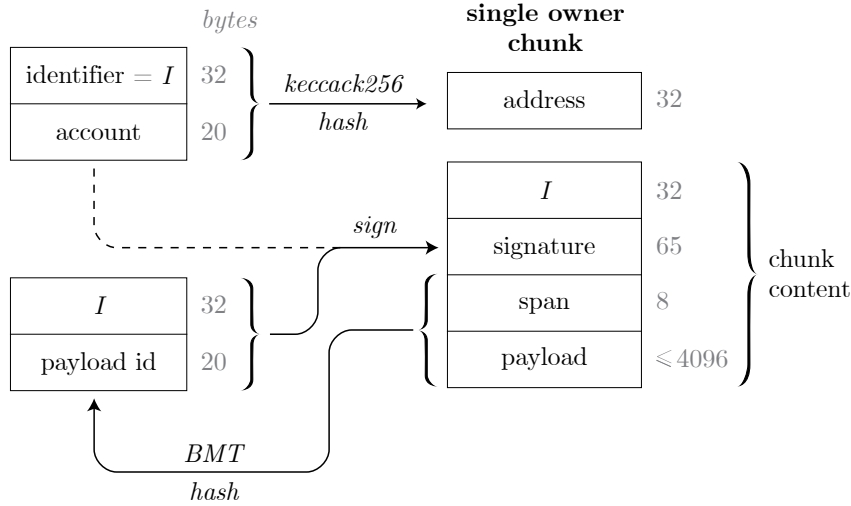 bytes
single owner
chunk
identifier = I
32
keccack256
hash
address
32
account
20
I
32
sign
signature
65
chunk
content
I
32
span
8
payload id
20
payload
⩽4096
BMT
hash